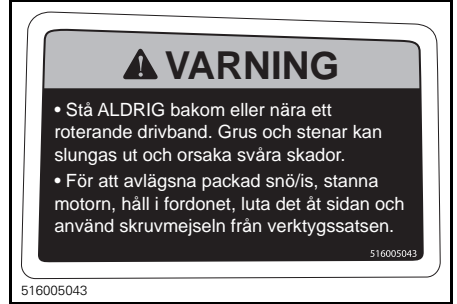 VARNING
• Stå ALDRIG bakom eller nära ett
roterande drivband. Grus och stenar kan
slungas ut och orsaka svåra skador.
• För att avlägsna packad snö/is, stanna
motorn, håll i fordonet, luta det åt sidan och
använd skruvmejseln från verktygssatsen.
516005043
516005043